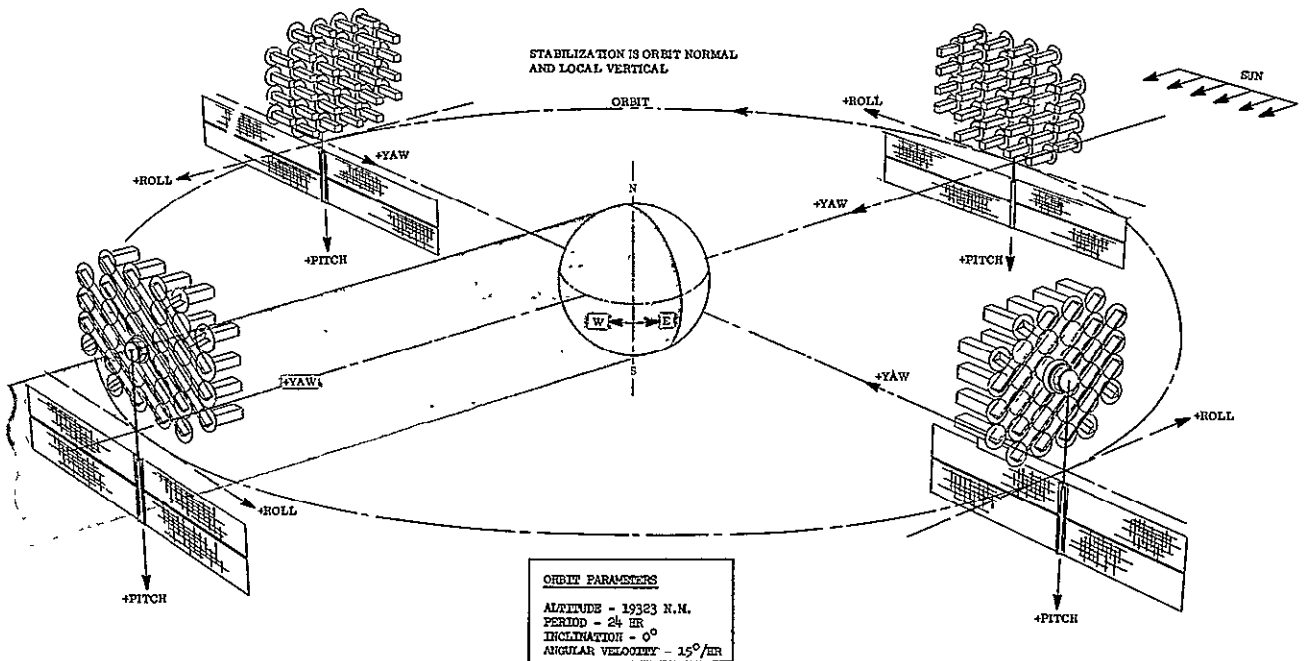 STABILIZATION IS ORBIT NORMAL
AND LOCAL VERTICAL
SUN
ORBIT
+ROLL
+YAW
+ROLL
+PITCH
N
+YAW
+PITCH
W
E
S
+YAW
+YAW
+ROLL
+ROLL
+PITCH
+PITCH
ORBIT PARAMETERS
ALTITUDE - 19323 N.M.
PERIOD - 24 HR
INCLINATION - 0°
ANGULAR VELOCITY - 15°/HR